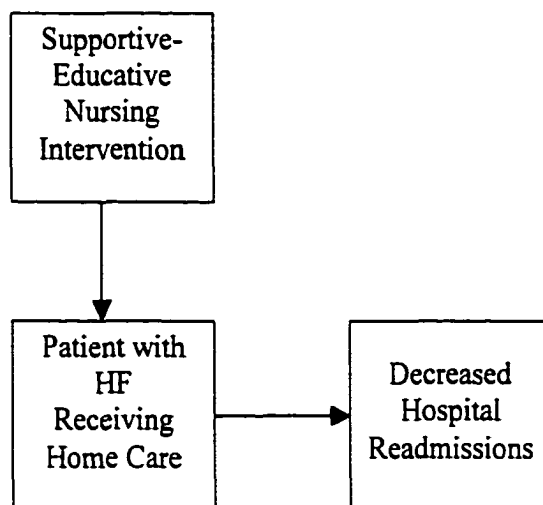 Supportive-
Educative
Nursing
Intervention
Patient with
HF
Receiving
Home Care
Decreased
Hospital
Readmissions